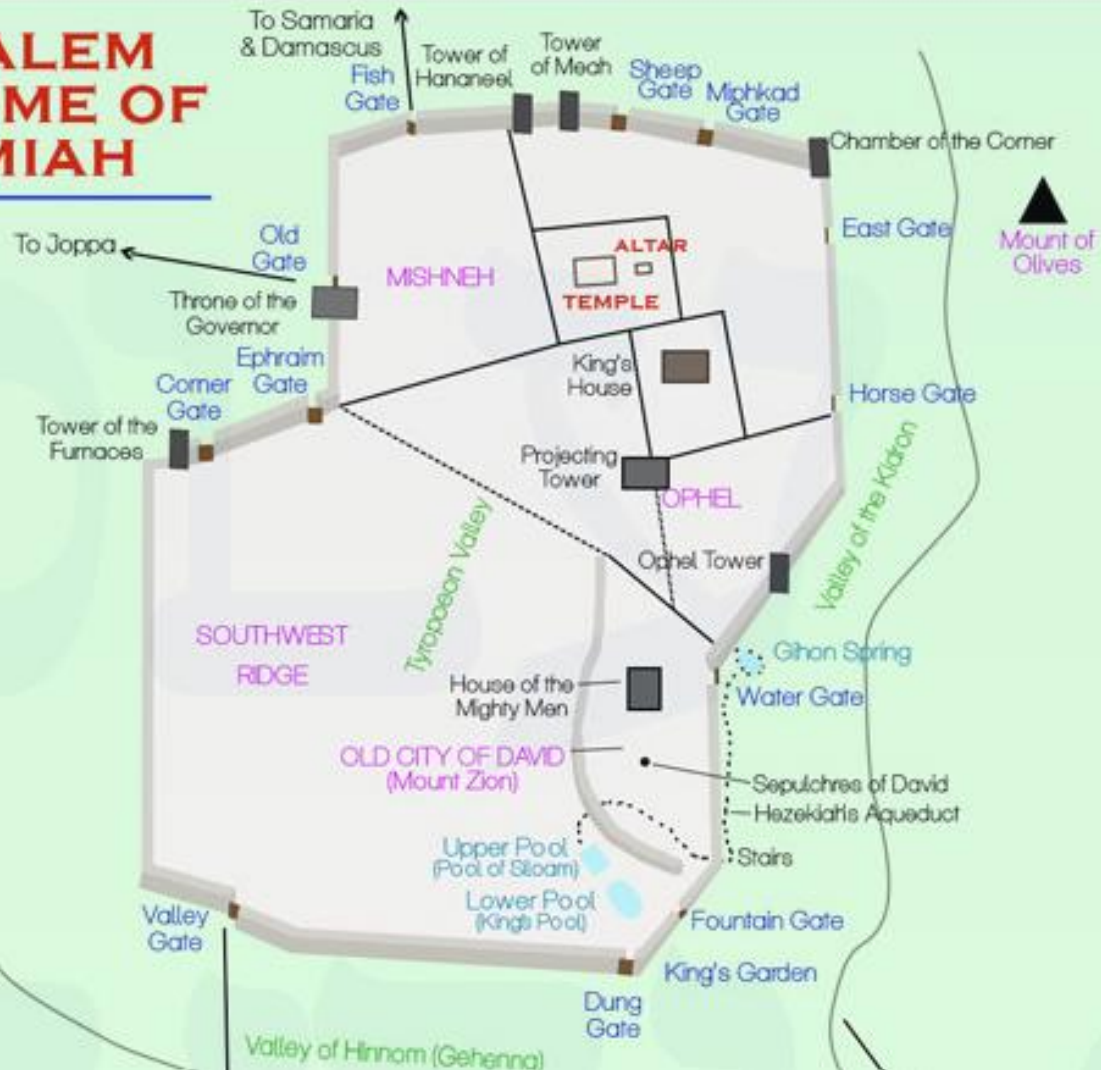 ALEM
ME OF
MIAH
To Samaria
& Damascus
Fish
Gate
Tower of
Hananeel
Tower
of Meah
Sheep
Gate
Miphkad
Gate
Chamber of the Corner
East Gate
Mount of
Olives
To Joppa
Old
Gate
MISHNEH
ALTAR
TEMPLE
Throne of the
Governor
Ephraim
Gate
King's
House
Corner
Gate
Horse Gate
Tower of the
Furnaces
Projecting
Tower
OPHEL
Valley of the Kidron
Tyropoeon Valley
Ophel Tower
SOUTHWEST
RIDGE
Gihon Spring
House of the
Mighty Men
Water Gate
OLD CITY OF DAVID
(Mount Zion)
Sepulchres of David
Hezekiah's Aqueduct
Stairs
Upper Pool
(Pool of Siloam)
Lower Pool
(King's Pool)
Valley
Gate
Fountain Gate
King's Garden
Dung
Gate
Valley of Hinnom (Gehenna)